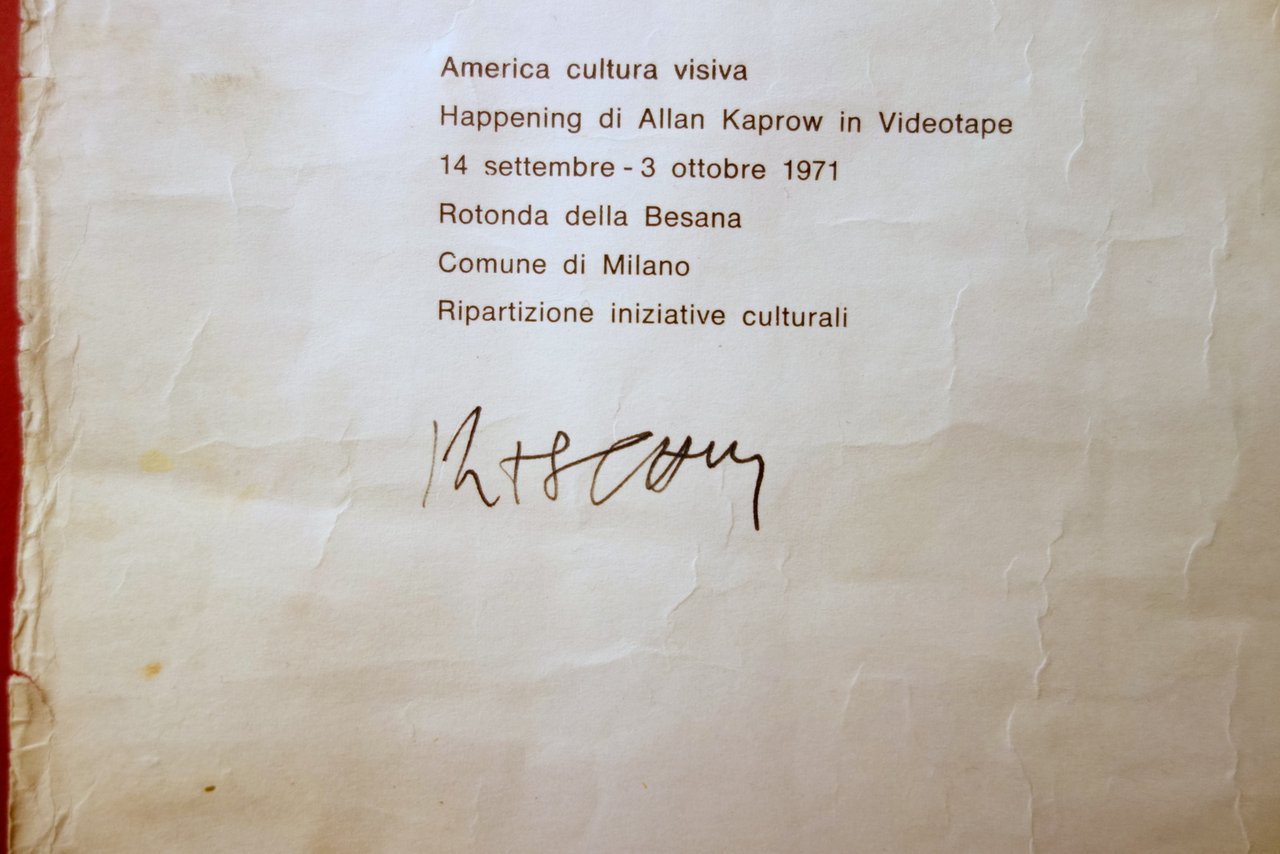 America cultura visiva
Happening di Allan Kaprow in Videotape
14 settembre - 3 ottobre 1971
Rotonda della Besana
Comune di Milano
Ripartizione iniziative culturali